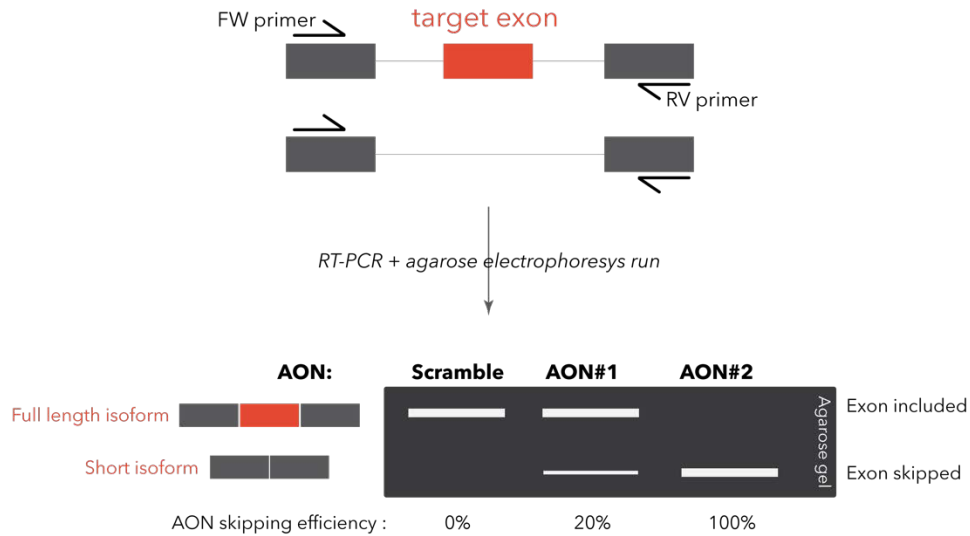 FW primer
target exon
RV primer
RT-PCR + agarose electrophoresys run
AON: Scramble AON#1 AON#2
Full length isoform
Exon included
Short isoform
Exon skipped
Agarose gel
AON skipping efficiency : 0% 20% 100%